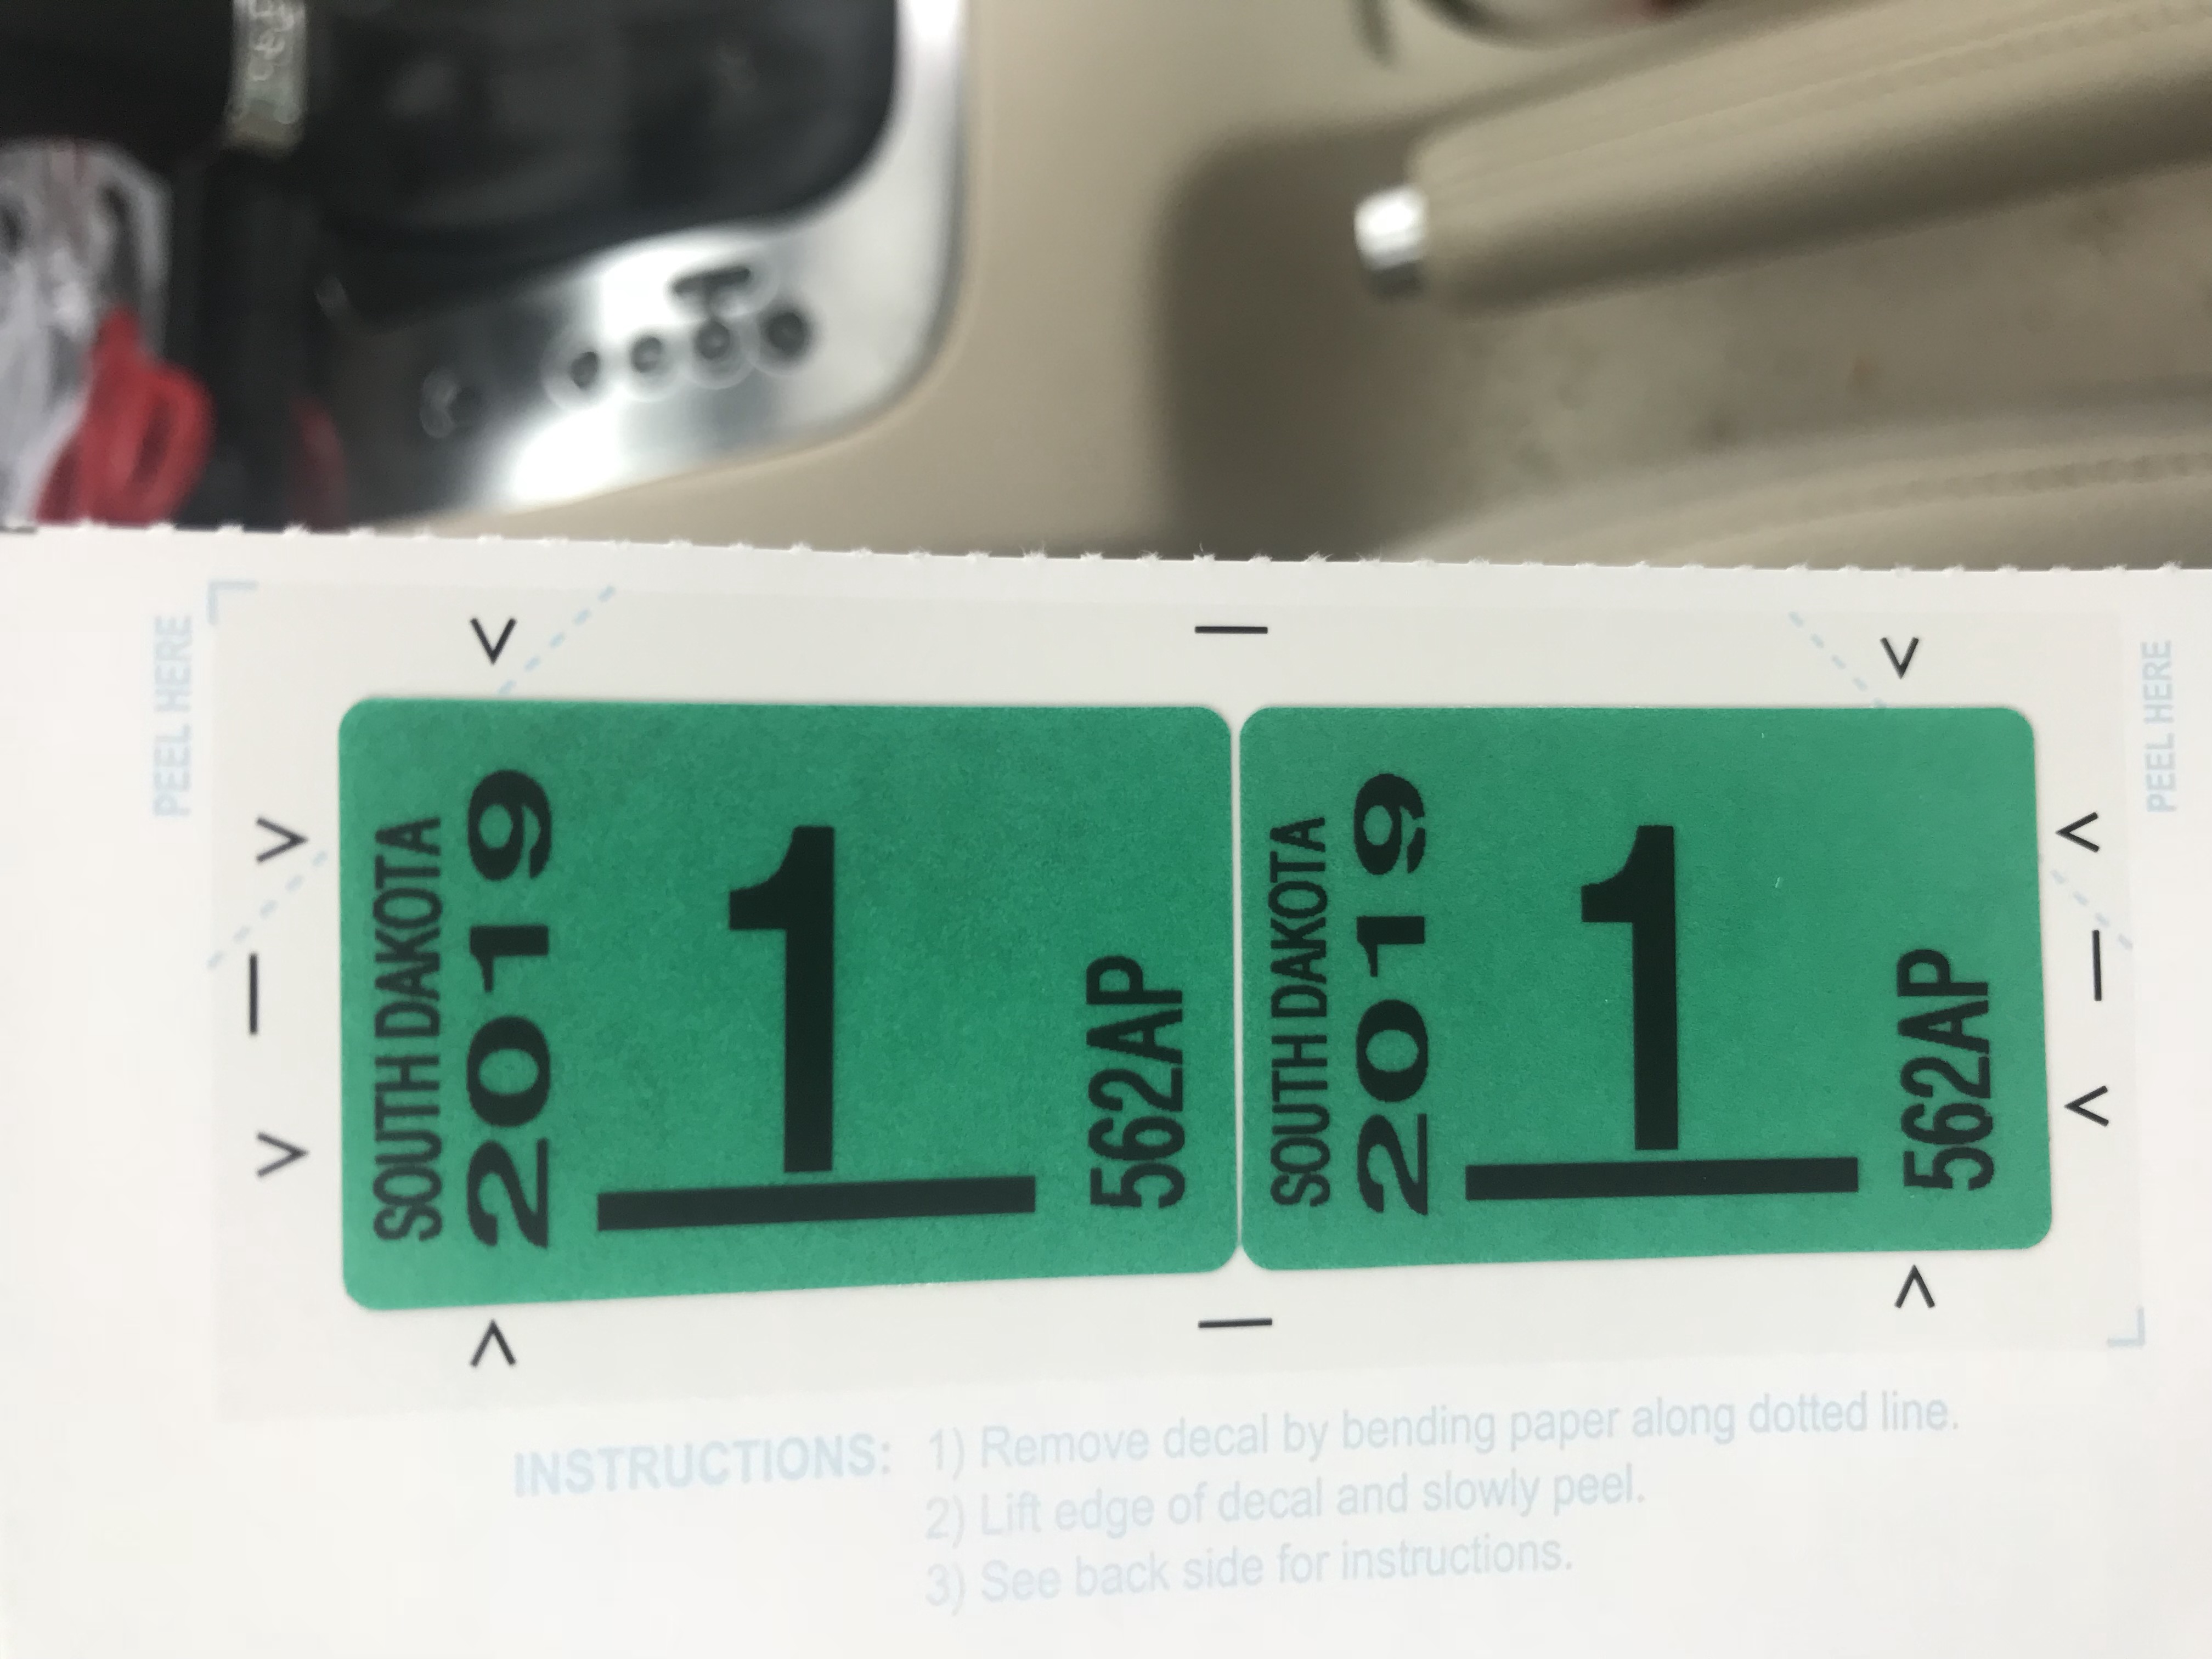 PEEL HERE
SOUTH DAKOTA
2019
1
562AP
SOUTH DAKOTA
2019
1
562AP
PEEL HERE
INSTRUCTIONS: 1) Remove decal by bending paper along dotted line.
2) Lift edge of decal and slowly peel.
3) See back side for instructions.